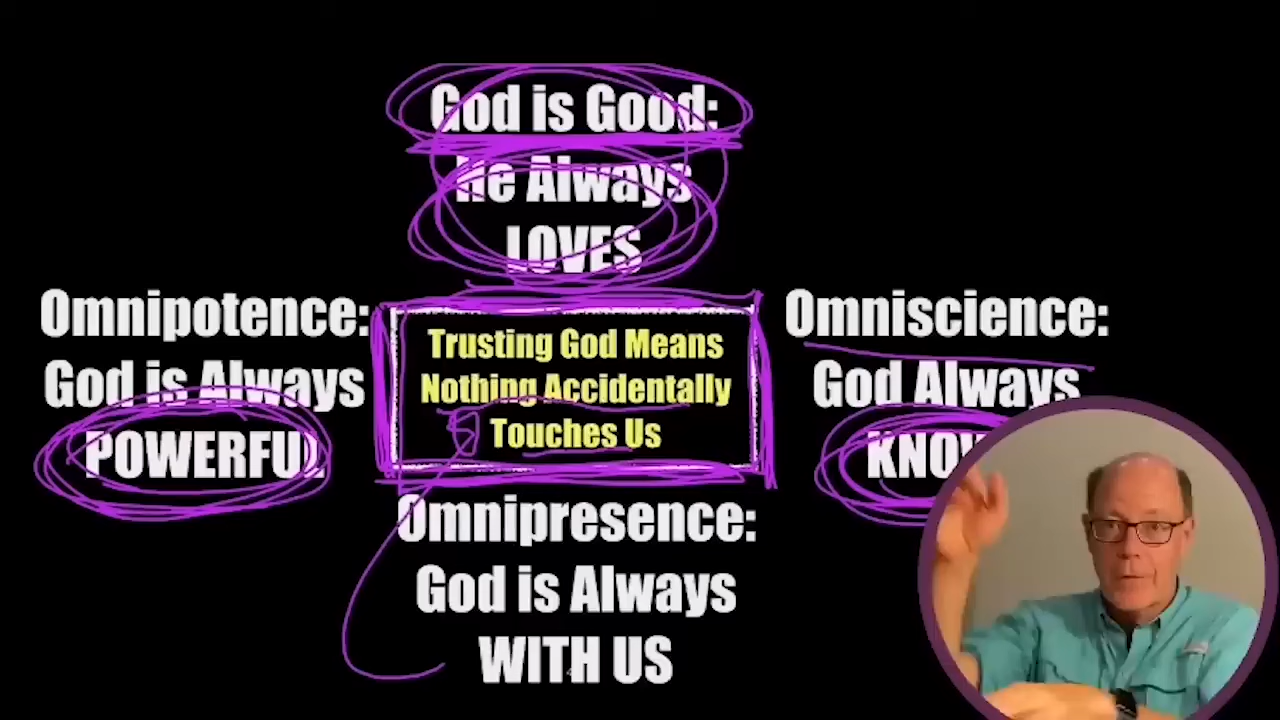 God is Good:
He Always
LOVES
Omnipotence:
God is Always
POWERFUL
Trusting God Means
Nothing Accidentally
Touches Us
Omniscience:
God Always
Omnipresence:
God is Always
WITH US